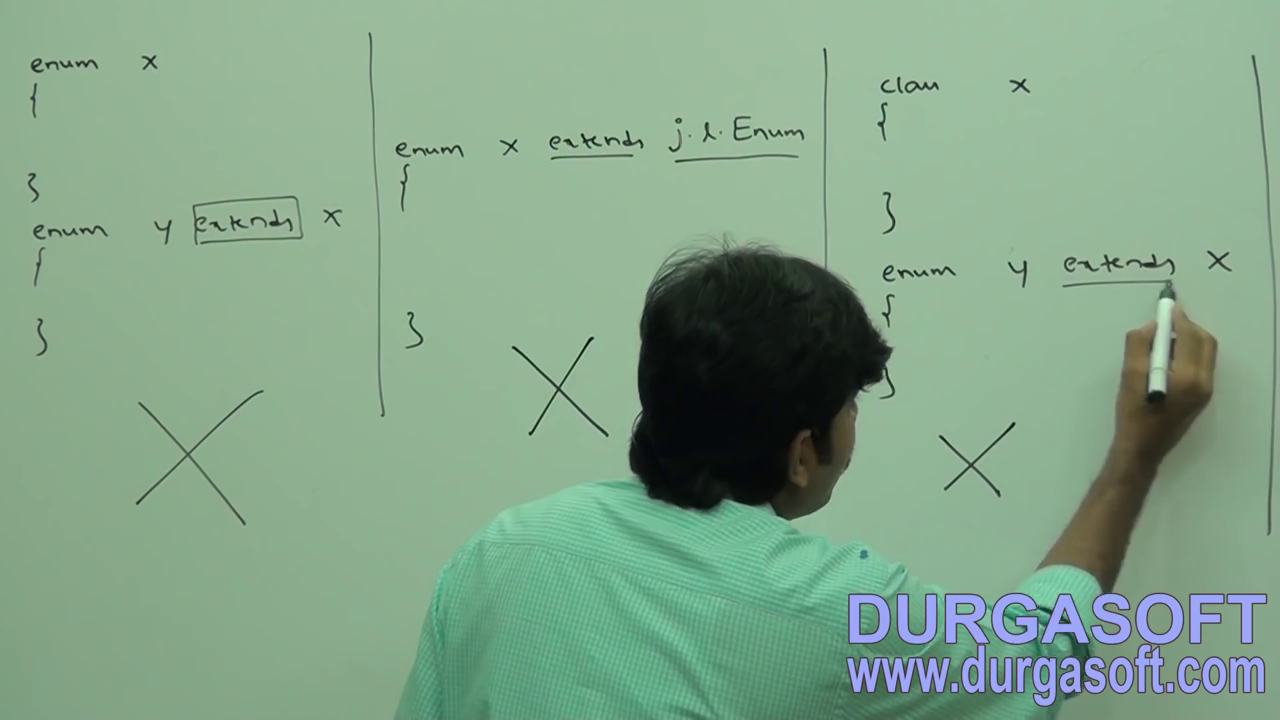 enum x
{
}
enum y extends x
{
}
enum x extends j.l.Enum
{
}
class x
{
}
enum y extends x
{
}
DURGASOFT
www.durgasoft.com